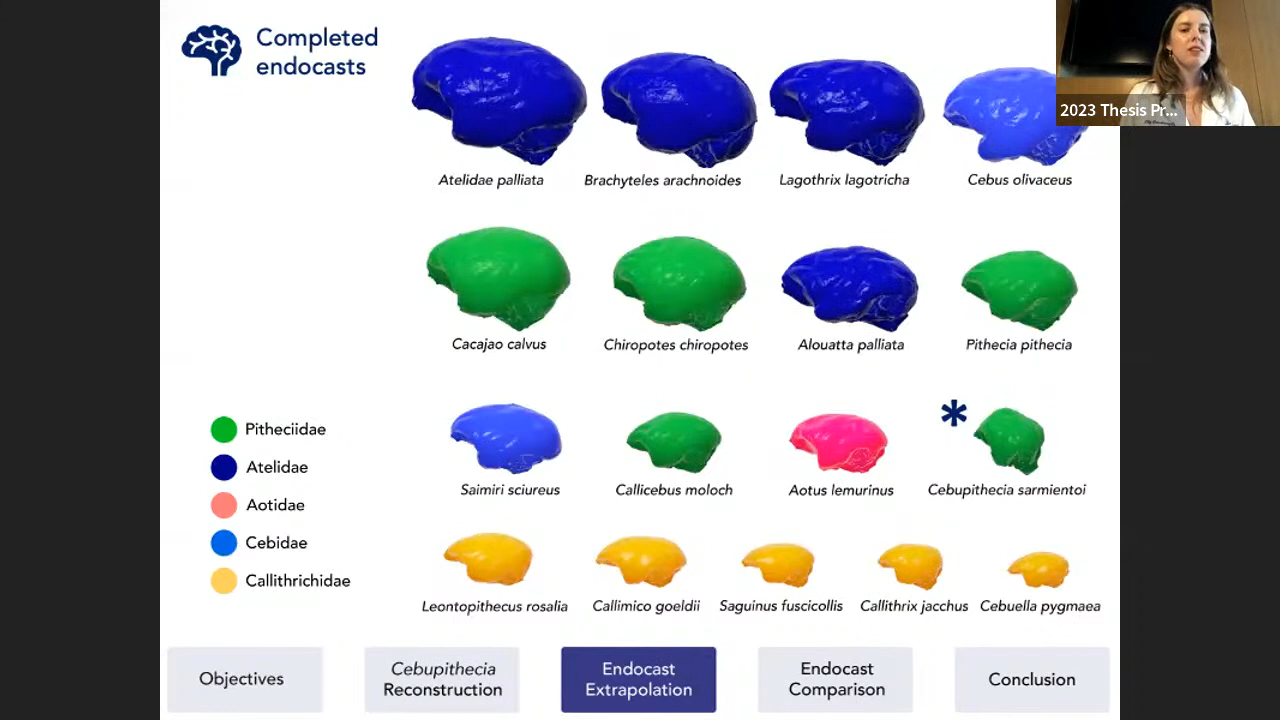 Completed
endocasts
2023 Thesis Pr...
Atelidae palliata
Brachyteles arachnoides
Lagothrix lagotricha
Cebus olivaceus
Cacajao calvus
Chiropotes chiropotes
Alouatta palliata
Pithecia pithecia
*
Saimiri sciureus
Callicebus moloch
Aotus lemurinus
Cebupithecia sarmientoi
Pitheciidae
Atelidae
Aotidae
Cebidae
Callithrichidae
Leontopithecus rosalia
Callimico goeldii
Saguinus fuscicollis
Callithrix jacchus
Cebuella pygmaea
Objectives
Cebupithecia
Reconstruction
Endocast
Extrapolation
Endocast
Comparison
Conclusion